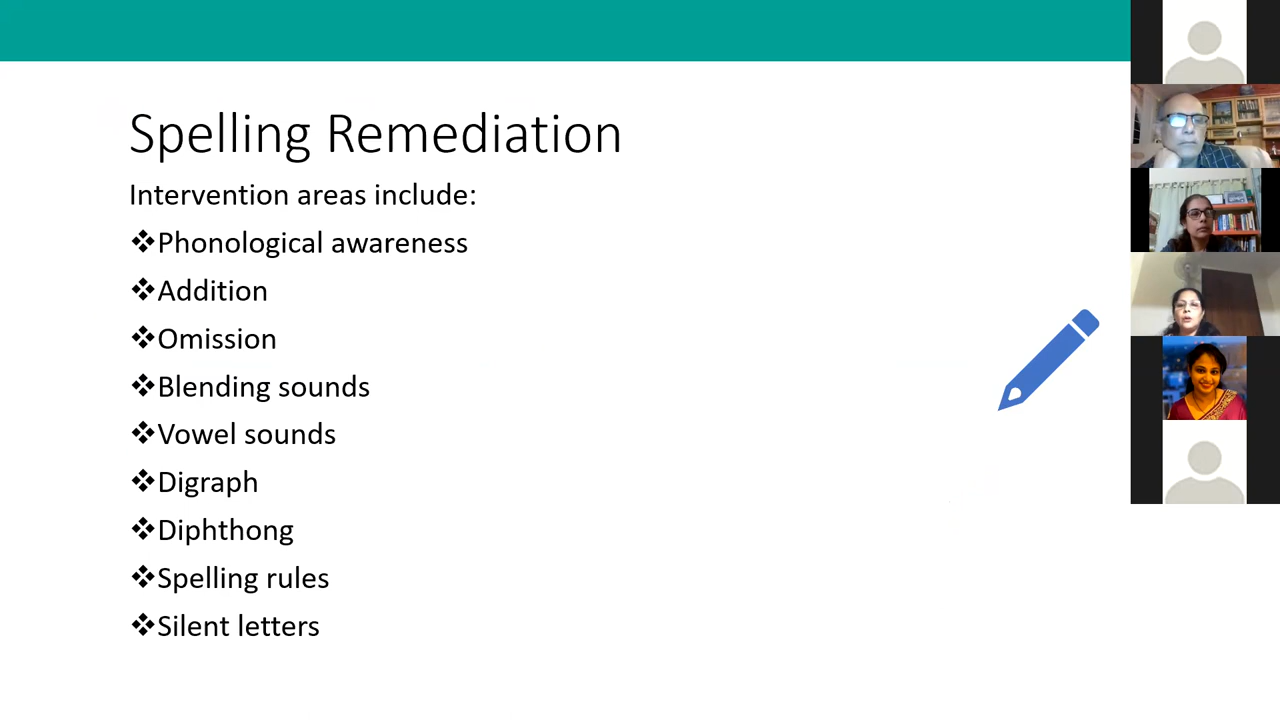 Spelling Remediation
Intervention areas include:
❖Phonological awareness
❖Addition
❖Omission
❖Blending sounds
❖Vowel sounds
❖Digraph
❖Diphthong
❖Spelling rules
❖Silent letters